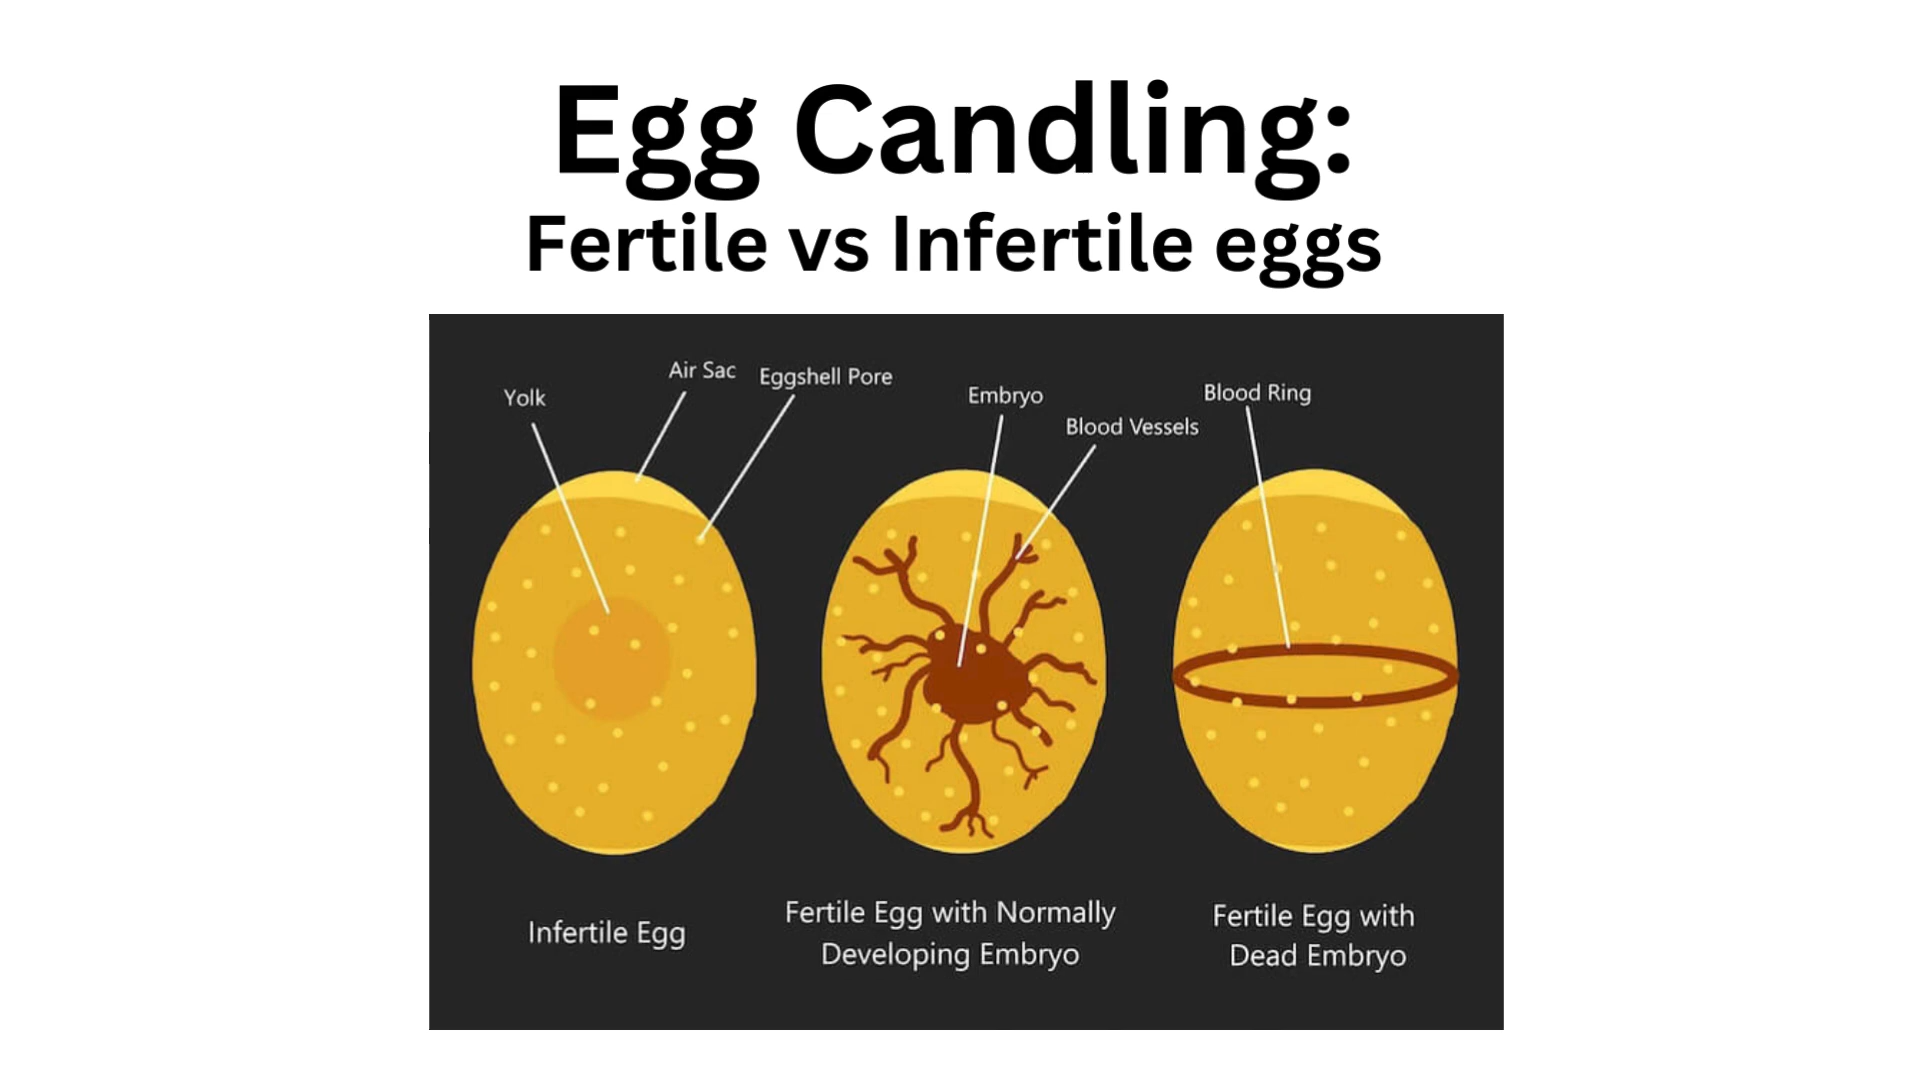 Egg Candling:
Fertile vs Infertile eggs
Yolk
Air Sac
Eggshell Pore
Embryo
Blood Vessels
Blood Ring
Infertile Egg
Fertile Egg with Normally
Developing Embryo
Fertile Egg with
Dead Embryo